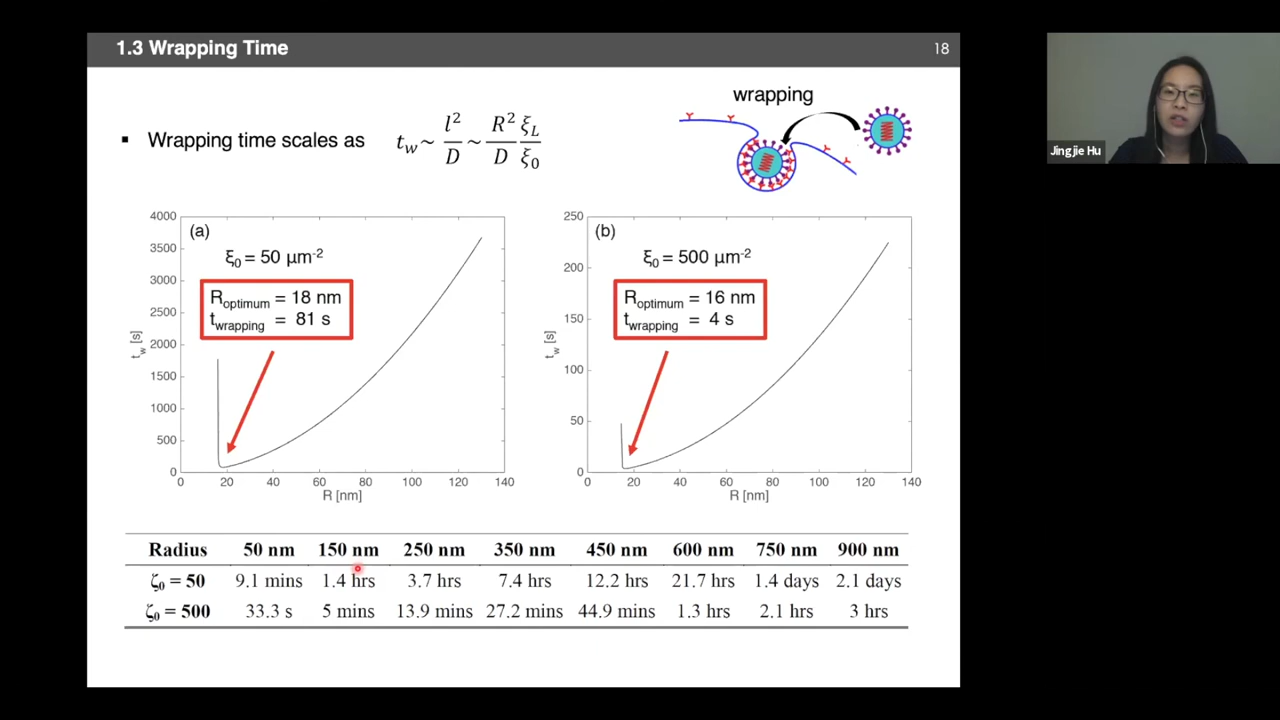 1.3 Wrapping Time
18
wrapping
▪ Wrapping time scales as t_w ~ l²/D ~ R²/D ξ_L/ξ_0
Jingjie Hu
(a)
ξ₀ = 50 μm⁻²
R_optimum = 18 nm
t_wrapping = 81 s
t_w [s]
4000
3500
3000
2500
2000
1500
1000
500
0
0 20 40 60 80 100 120 140
R [nm]
(b)
ξ₀ = 500 μm⁻²
R_optimum = 16 nm
t_wrapping = 4 s
t_w [s]
250
200
150
100
50
0
0 20 40 60 80 100 120 140
R [nm]
Radius 50 nm 150 nm 250 nm 350 nm 450 nm 600 nm 750 nm 900 nm
ζ₀ = 50 9.1 mins 1.4 hrs 3.7 hrs 7.4 hrs 12.2 hrs 21.7 hrs 1.4 days 2.1 days
ζ₀ = 500 33.3 s 5 mins 13.9 mins 27.2 mins 44.9 mins 1.3 hrs 2.1 hrs 3 hrs